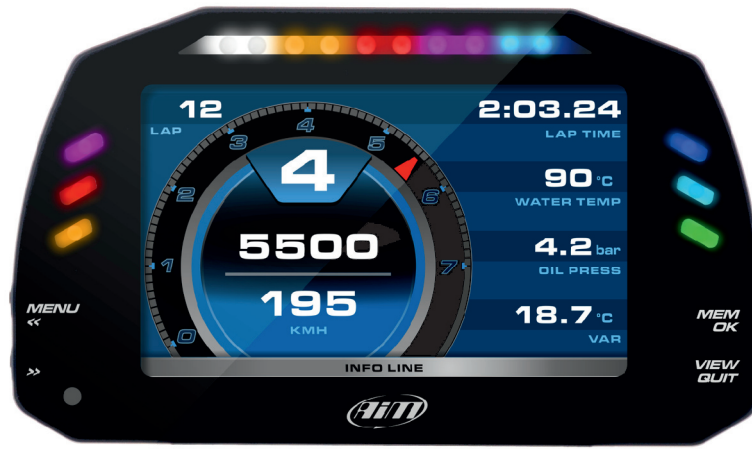 12
LAP
0
1
2
3
4
5
6
7
4
5500
195
KMH
2:03.24
LAP TIME
90 °C
WATER TEMP
4.2 bar
OIL PRESS
18.7 °C
VAR
INFO LINE
MENU
<<
>>
MEM
OK
VIEW
QUIT
AiM